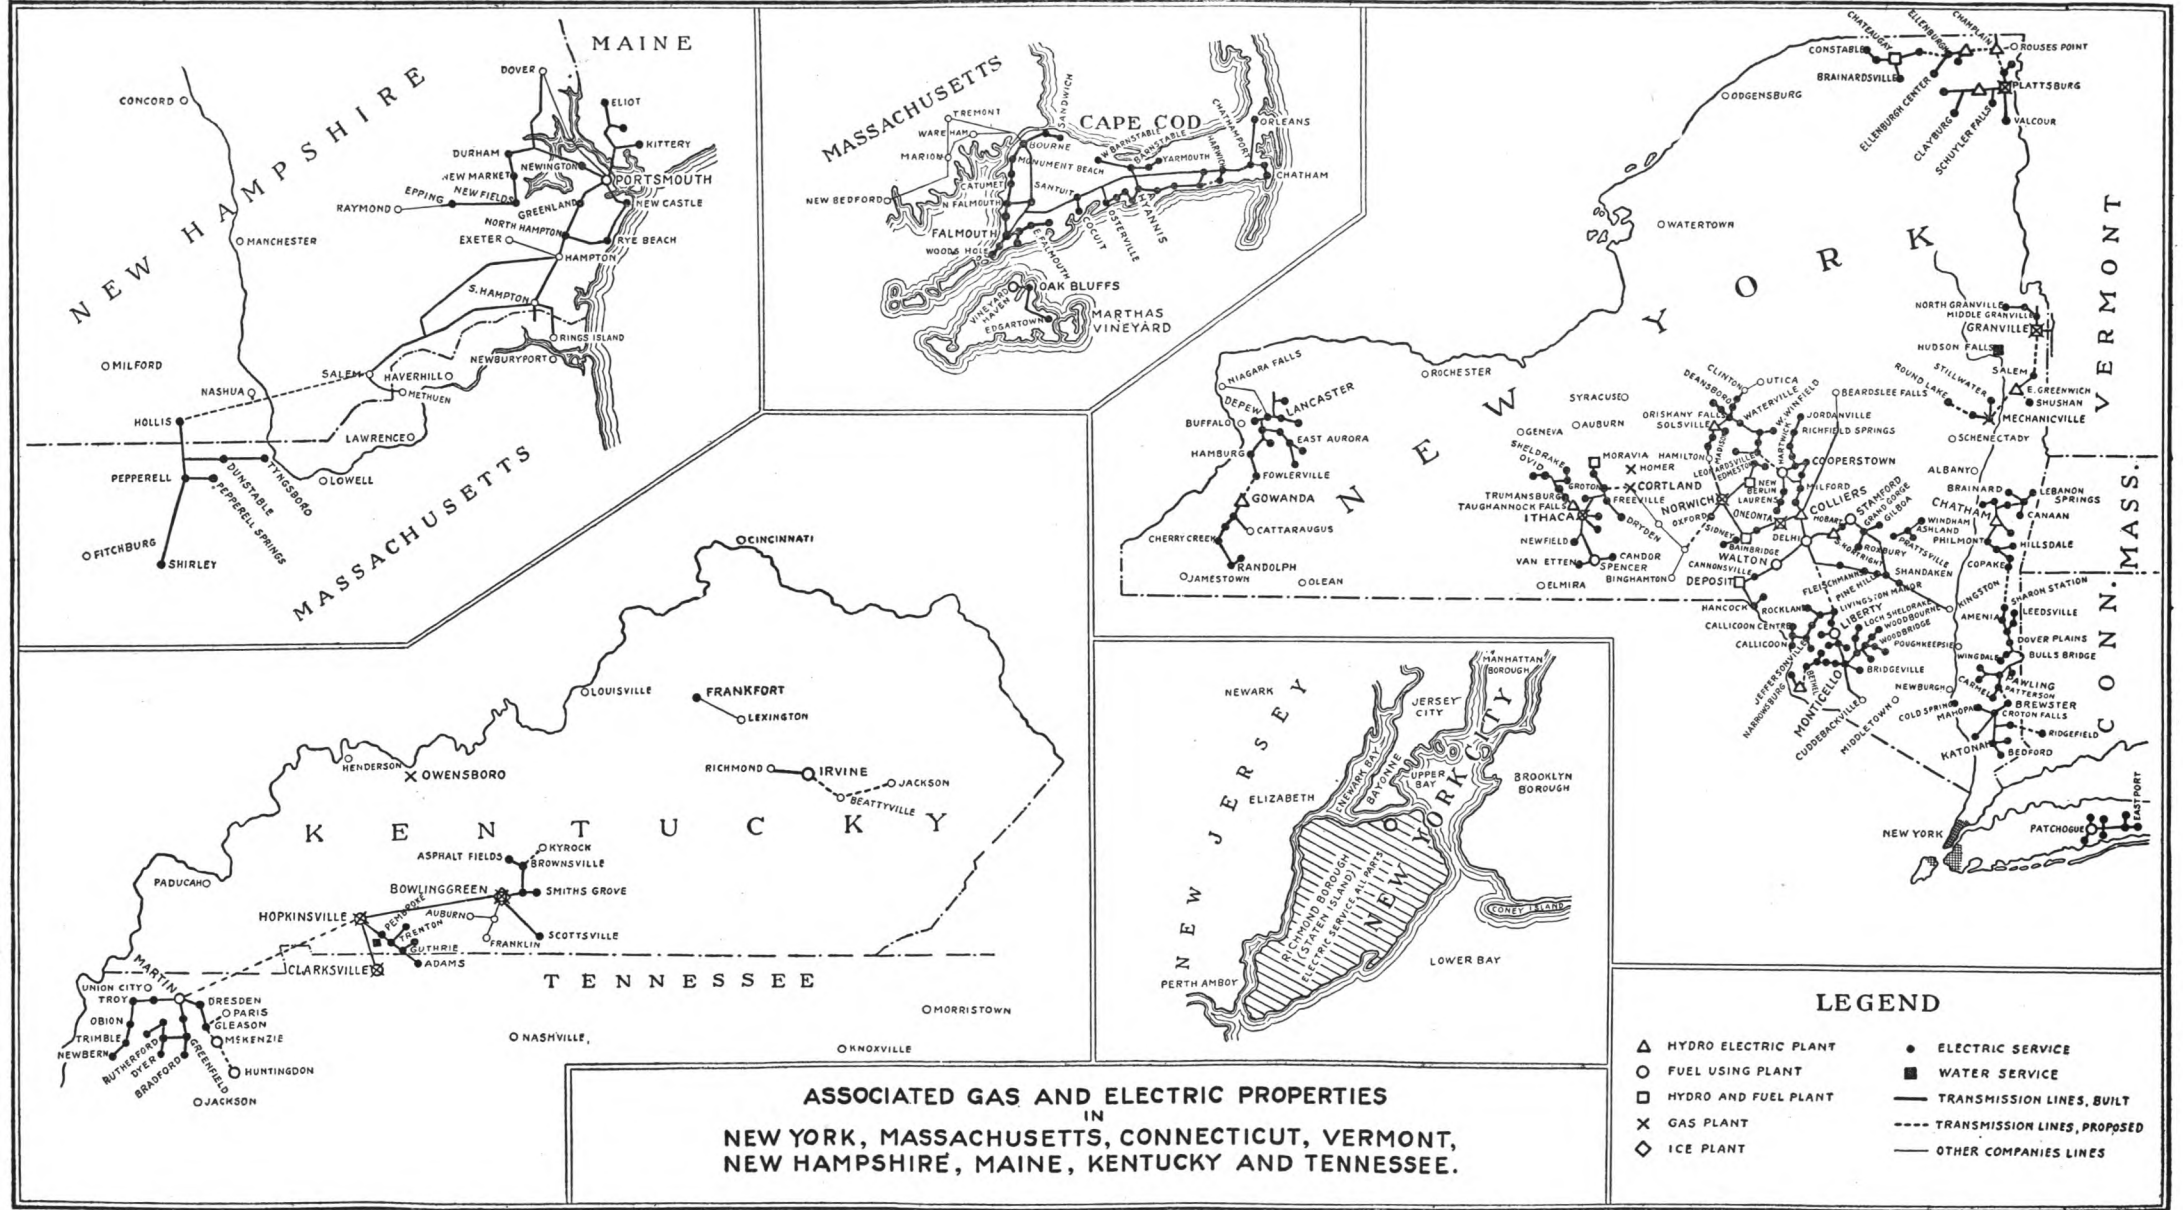 MAINE
NEW HAMPSHIRE
CONCORD
DOVER
ELIOT
KITTERY
DURHAM
NEWINGTON
NEW MARKET
PORTSMOUTH
EPPING
NEW FIELDS
RAYMOND
GREENLAND
NEW CASTLE
NORTH HAMPTON
MANCHESTER
EXETER
RYE BEACH
HAMPTON
S. HAMPTON
RINGS ISLAND
NEWBURYPORT
MILFORD
SALEM
HAVERHILL
NASHUA
METHUEN
HOLLIS
LAWRENCE
DUNSTABLE
TYNGSBORO
PEPPERELL
LOWELL
PEPPERELL SPRINGS
FITCHBURG
SHIRLEY
MASSACHUSETTS
MASSACHUSETTS
CAPE COD
SANDWICH
TREMONT
WAREHAM
MARION
BOURNE
MONUMENT BEACH
W. BARNSTABLE
BARNSTABLE
YARMOUTH
HARWICH
CHATHAMPORT
ORLEANS
CHATHAM
NEW BEDFORD
CATUMET
SANTUIT
N FALMOUTH
FALMOUTH
WOODS HOLE
E. FALMOUTH
COCUIT
OSTERVILLE
HYANNIS
OAK BLUFFS
VINEYARD HAVEN
EDGARTOWN
MARTHAS
VINEYARD
NEW YORK
CHATEAUGAY
ELLENBURGH
CHAMPLAIN
CONSTABLE
ROUSES POINT
BRAINARDSVILLE
ODGENSBURG
PLATTSBURG
ELLENBURGH CENTER
CLAYBURG
SCHUYLER FALLS
VALCOUR
WATERTOWN
VERMONT
NORTH GRANVILLE
MIDDLE GRANVILLE
GRANVILLE
HUDSON FALLS
STILLWATER
SALEM
ROUND LAKE
E. GREENWICH
SHUSHAN
MECHANICVILLE
SCHENECTADY
NIAGARA FALLS
ROCHESTER
DEPEW
LANCASTER
BUFFALO
EAST AURORA
HAMBURG
FOWLERVILLE
GOWANDA
CATTARAUGUS
CHERRY CREEK
RANDOLPH
JAMESTOWN
OLEAN
SYRACUSE
AUBURN
GENEVA
SHELDRAKE
OVID
MORAVIA
HOMER
GROTON
CORTLAND
TRUMANSBURG
FREEVILLE
TAUGHANNOCK FALLS
ITHACA
DRYDEN
NEWFIELD
VAN ETTEN
CANDOR
SPENCER
BINGHAMTON
ELMIRA
CLINTON
UTICA
DEANSBORO
WATERVILLE
W. WINFIELD
BEARDSLEE FALLS
ORISKANY FALLS
SOLSVILLE
JORDANVILLE
RICHFIELD SPRINGS
MADISON
HAMILTON
HARTWICK
LEONARDSVILLE
EDMESTON
COOPERSTOWN
NEW
BERLIN
MILFORD
NORWICH
LAURENS
COLLIERS
OXFORD
ONEONTA
HOBART
STAMFORD
GRAND GORGE
GILBOA
SIDNEY
BAINBRIDGE
DELHI
S. KORTRIGHT
ROXBURY
PRATTSVILLE
WINDHAM
ASHLAND
WALTON
CANNONSVILLE
DEPOSIT
FLEISCHMANNS
PINE HILL
SHANDAKEN
HANCOCK
ROCKLAND
LIVINGSTON MANOR
LIBERTY
LOCH SHELDRAKE
WOODBOURNE
WOODBRIDGE
KINGSTON
CALLICOON CENTRE
CALLICOON
JEFFERSONVILLE
BETHEL
NARROWSBURG
MONTICELLO
BRIDGEVILLE
CUDDEBACKVILLE
MIDDLETOWN
POUGHKEEPSIE
NEWBURGH
ALBANY
BRAINARD
LEBANON
SPRINGS
CHATHAM
CANAAN
PHILMONT
HILLSDALE
COPAKE
MASS.
CONN.
SHARON STATION
AMENIA
LEEDSVILLE
DOVER PLAINS
WINGDALE
BULLS BRIDGE
CARMEL
PAWLING
PATTERSON
COLD SPRING
MAHOPAC
BREWSTER
CROTON FALLS
RIDGEFIELD
KATONAH
BEDFORD
NEW YORK
PATCHOGUE
EASTPORT
KENTUCKY
CINCINNATI
LOUISVILLE
FRANKFORT
LEXINGTON
HENDERSON
OWENSBORO
RICHMOND
IRVINE
JACKSON
BEATTYVILLE
KYROCK
ASPHALT FIELDS
BROWNSVILLE
PADUCAH
BOWLINGGREEN
SMITHS GROVE
HOPKINSVILLE
PEMBROKE
TRENTON
AUBURN
GUTHRIE
FRANKLIN
SCOTTSVILLE
CLARKSVILLE
ADAMS
TENNESSEE
MARTIN
UNION CITY
TROY
DRESDEN
PARIS
OBION
GLEASON
TRIMBLE
MCKENZIE
NEWBERN
RUTHERFORD
DYER
BRADFORD
GREENFIELD
HUNTINGDON
JACKSON
NASHVILLE
MORRISTOWN
KNOXVILLE
NEW JERSEY
NEWARK
MANHATTAN
BOROUGH
JERSEY
CITY
NEW YORK CITY
NEWARK BAY
BAYONNE
UPPER
BAY
BROOKLYN
BOROUGH
ELIZABETH
RICHMOND BOROUGH
(STATEN ISLAND)
ELECTRIC SERVICE ALL PARTS
CONEY ISLAND
LOWER BAY
PERTH AMBOY
LEGEND
HYDRO ELECTRIC PLANT
FUEL USING PLANT
HYDRO AND FUEL PLANT
GAS PLANT
ICE PLANT
ELECTRIC SERVICE
WATER SERVICE
TRANSMISSION LINES, BUILT
TRANSMISSION LINES, PROPOSED
OTHER COMPANIES LINES
ASSOCIATED GAS AND ELECTRIC PROPERTIES
IN
NEW YORK, MASSACHUSETTS, CONNECTICUT, VERMONT,
NEW HAMPSHIRE, MAINE, KENTUCKY AND TENNESSEE.